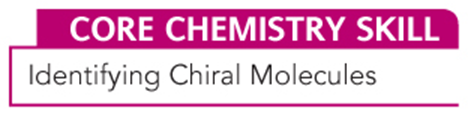 CORE CHEMISTRY SKILL
Identifying Chiral Molecules